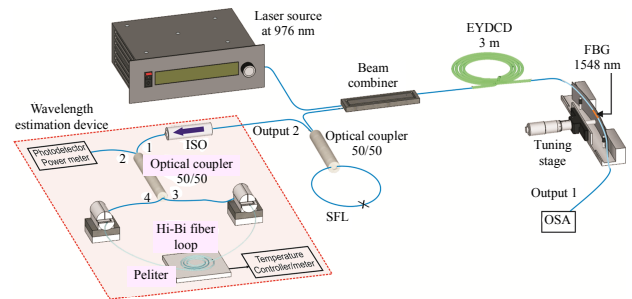 Laser source
at 976 nm
EYDCD
3 m
FBG
1548 nm
Beam
combiner
Wavelength
estimation device
Photodetector
Power meter
1
2
ISO
Output 2
Optical coupler
50/50
Optical coupler
50/50
Tuning
stage
4
3
SFL
Output 1
OSA
Hi-Bi fiber
loop
Peliter
Temperature
Controller/meter